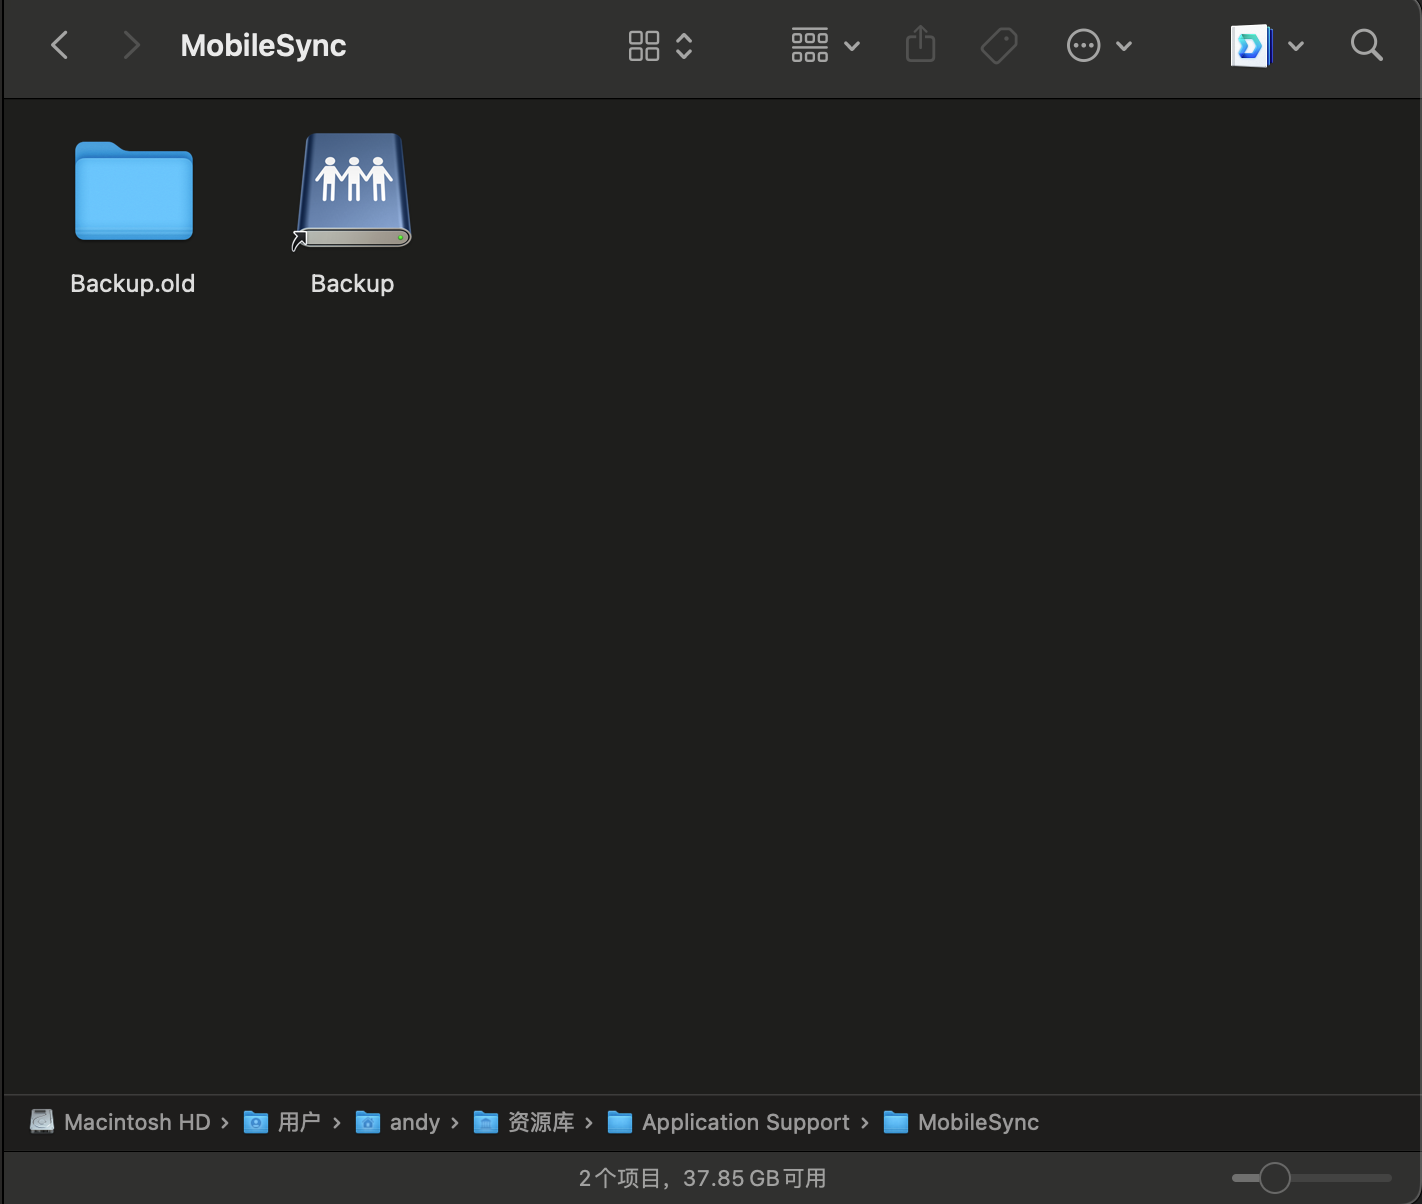 MobileSync
Backup.old
Backup
Macintosh HD › 用户 › andy › 资源库 › Application Support › MobileSync
2个项目，37.85 GB可用